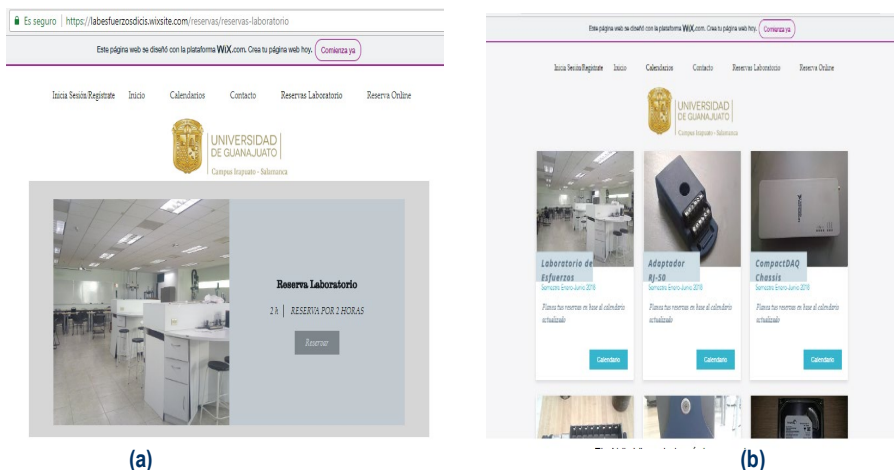 Es seguro | https://labesfuerzosdicis.wixsite.com/reservas/reservas-laboratorio
Este página web se diseñó con la plataforma WiX.com. Crea tu página web hoy. Comienza ya
Inicia Sesión/Regístrate Inicio Calendarios Contacto Reservas Laboratorio Reserva Online
UNIVERSIDAD
DE GUANAJUATO
Campus Irapuato - Salamanca
Reserva Laboratorio
2 h | RESERVA POR 2 HORAS
Reservar
(a)
Este página web se diseñó con la plataforma WiX.com. Crea tu página web hoy. Comienza ya
Inicia Sesión/Regístrate Inicio Calendarios Contacto Reservas Laboratorio Reserva Online
UNIVERSIDAD
DE GUANAJUATO
Campus Irapuato - Salamanca
Laboratorio de Esfuerzos
Semestre Enero-Junio 2018
Planea tus reservas en base al calendario
actualizado
Calendario
Adaptador
RJ-50
Semestre Enero-Junio 2018
Planea tus reservas en base al calendario
actualizado
Calendario
CompactDAQ
Chassis
Semestre Enero-Junio 2018
Planea tus reservas en base al calendario
actualizado
Calendario
(b)